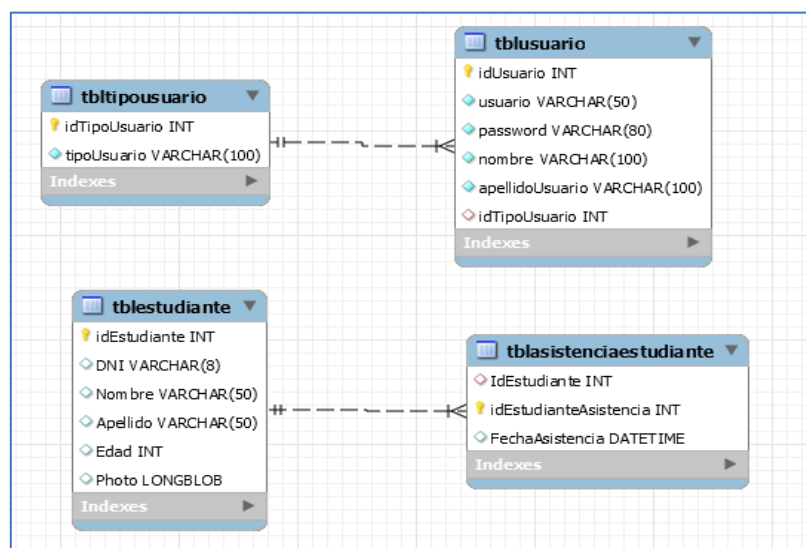 tbltipousuario
idTipoUsuario INT
tipoUsuario VARCHAR(100)
Indexes
tblusuario
idUsuario INT
usuario VARCHAR(50)
password VARCHAR(80)
nombre VARCHAR(100)
apellidoUsuario VARCHAR(100)
idTipoUsuario INT
Indexes
tblestudiante
idEstudiante INT
DNI VARCHAR(8)
Nombre VARCHAR(50)
Apellido VARCHAR(50)
Edad INT
Photo LONGBLOB
Indexes
tblasistenciaestudiante
IdEstudiante INT
idEstudianteAsistencia INT
FechaAsistencia DATETIME
Indexes